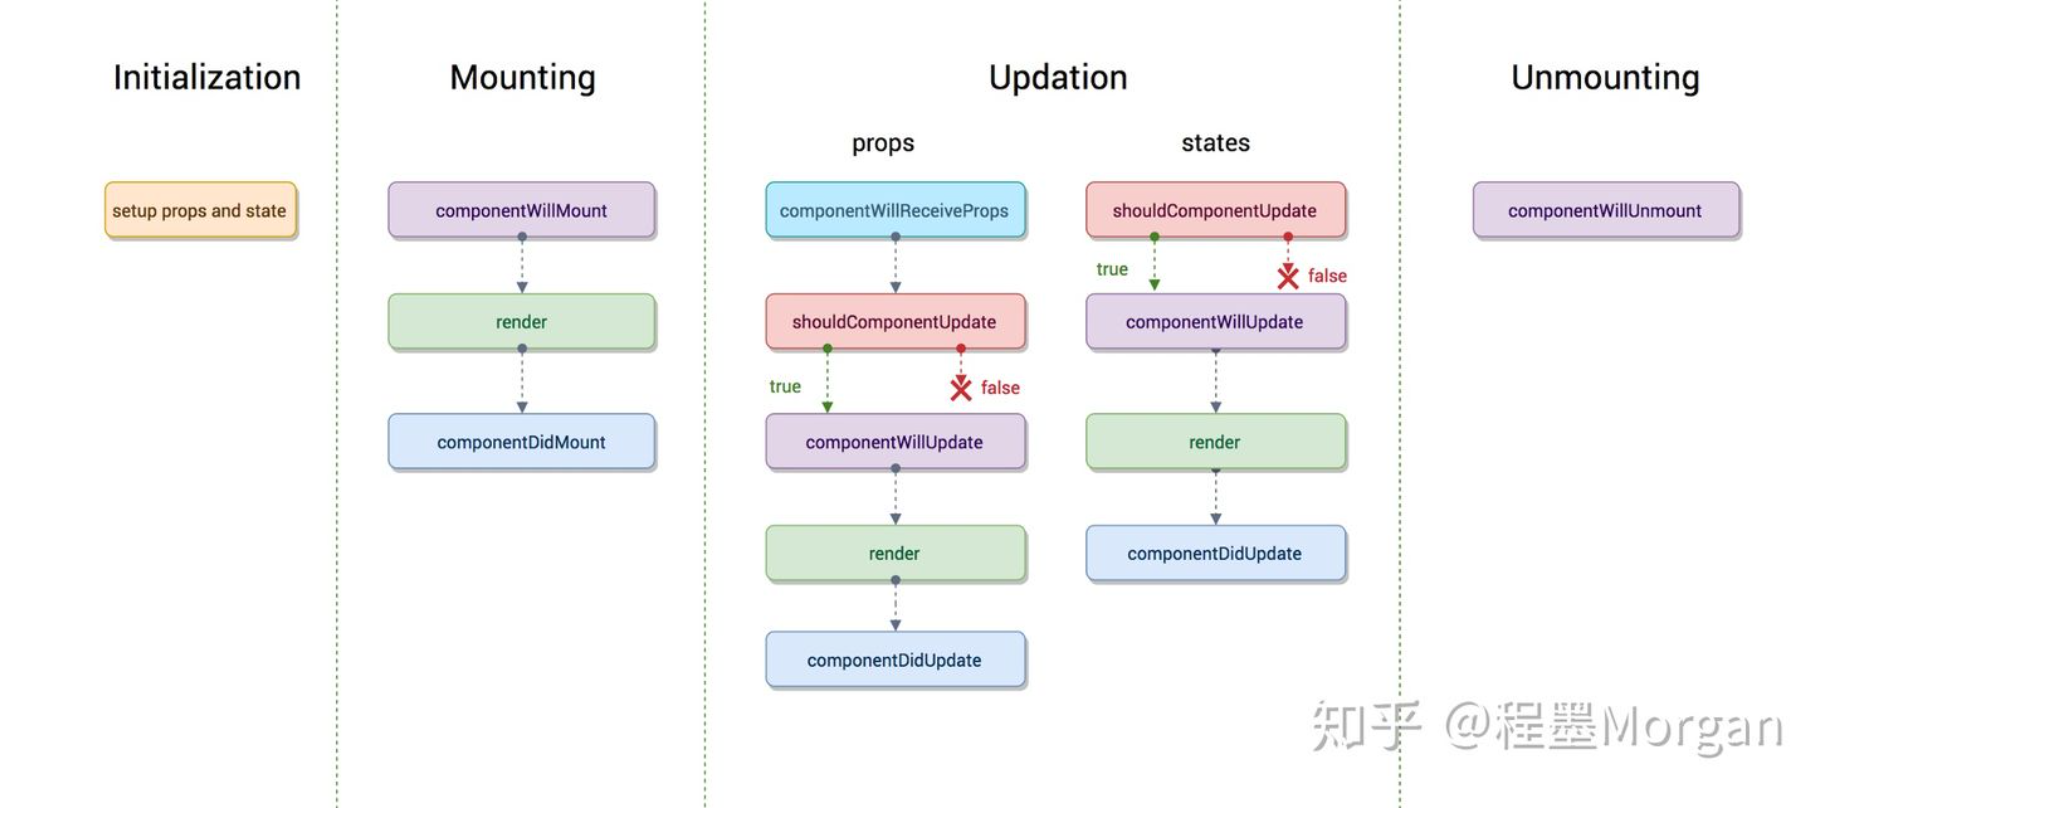 Initialization
Mounting
Updation
Unmounting
props
states
setup props and state
componentWillMount
render
componentDidMount
componentWillReceiveProps
shouldComponentUpdate
true
false
componentWillUpdate
render
componentDidUpdate
shouldComponentUpdate
true
false
componentWillUpdate
render
componentDidUpdate
componentWillUnmount
知乎 @程墨Morgan